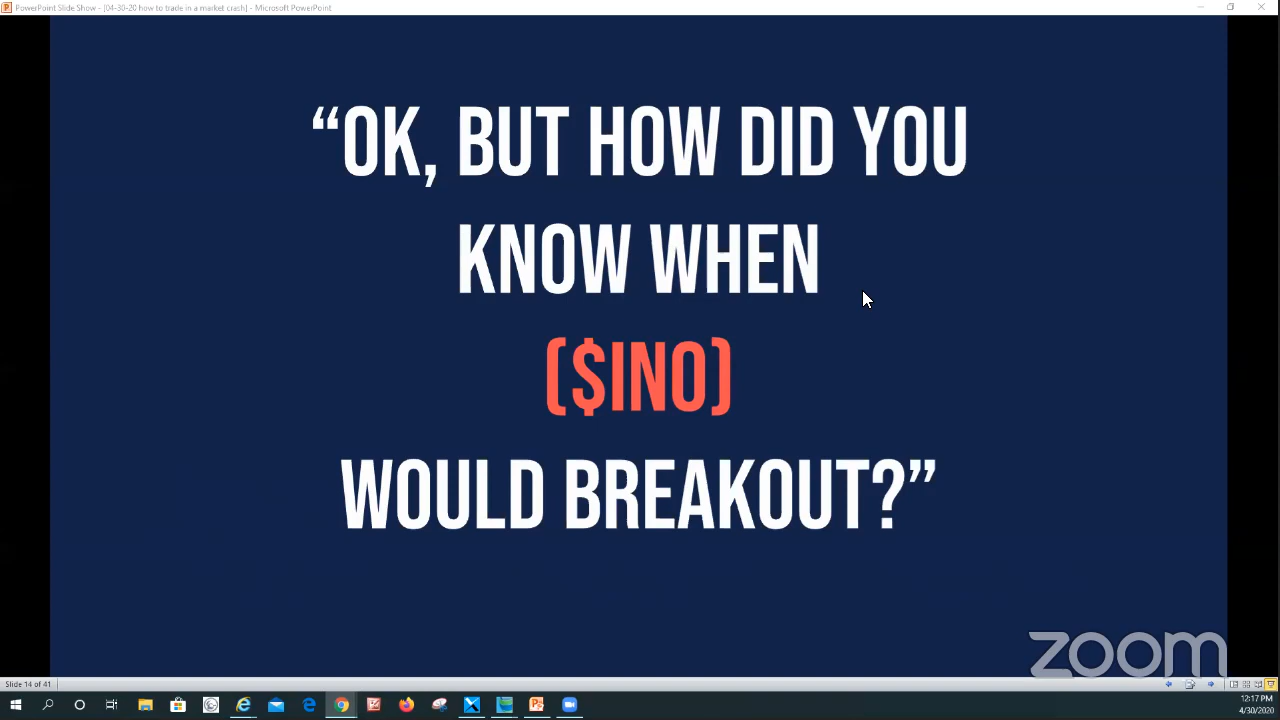 PowerPoint Slide Show - [04-30-20 how to trade in a market crash] - Microsoft PowerPoint
“OK, BUT HOW DID YOU
KNOW WHEN
($INO)
WOULD BREAKOUT?”
zoom
Slide 14 of 41
12:17 PM
4/30/2020